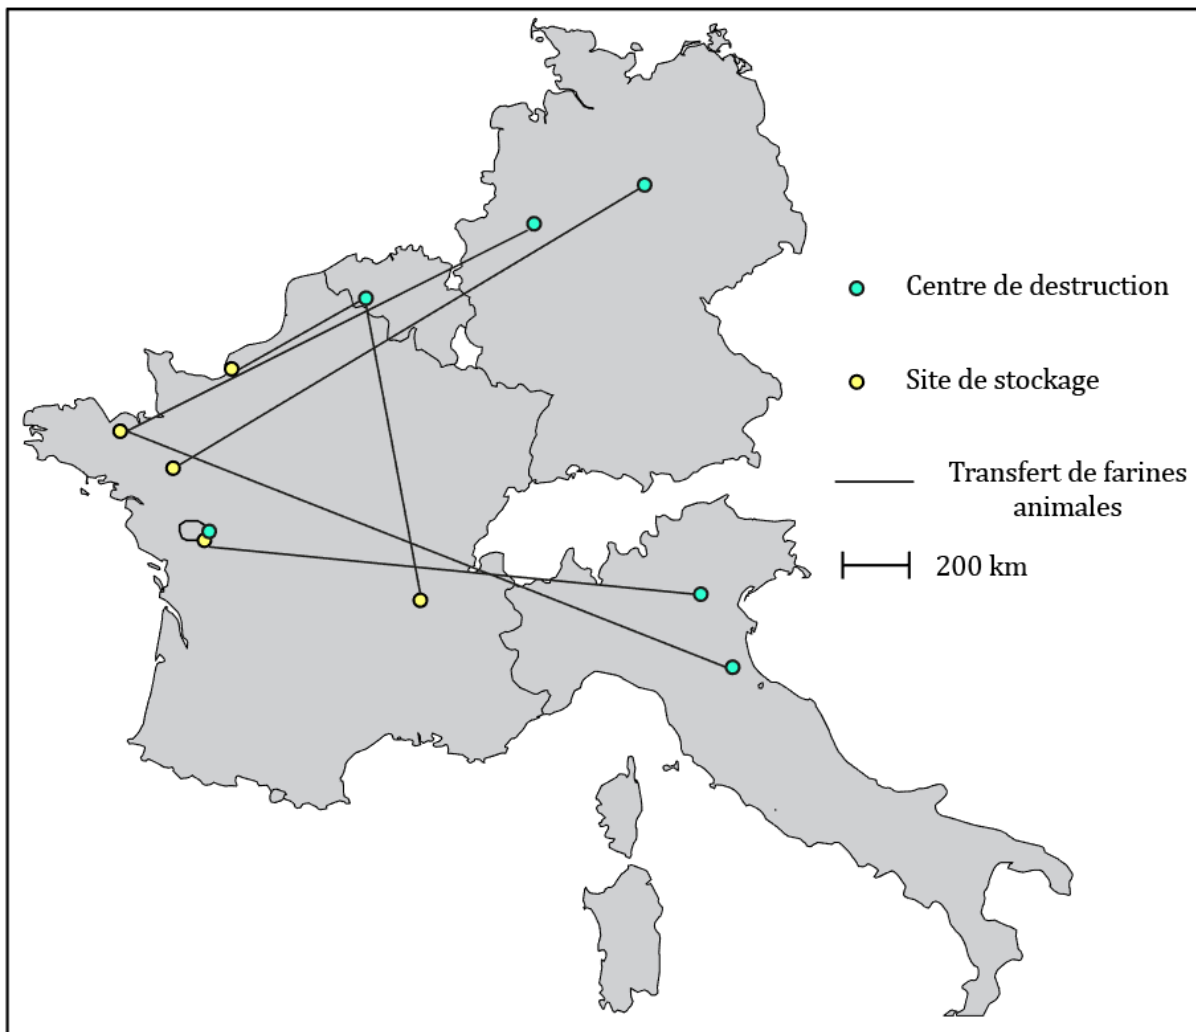 Centre de destruction
Site de stockage
Transfert de farines
animales
200 km